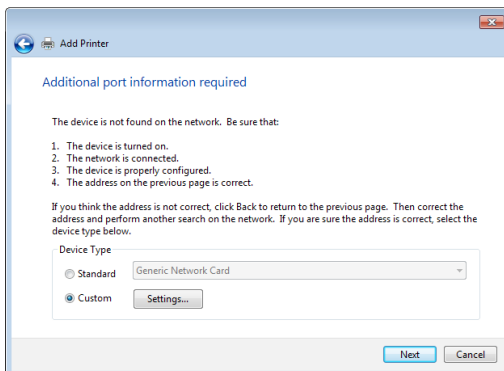 Add Printer
Additional port information required
The device is not found on the network. Be sure that:
1. The device is turned on.
2. The network is connected.
3. The device is properly configured.
4. The address on the previous page is correct.
If you think the address is not correct, click Back to return to the previous page. Then correct the
address and perform another search on the network. If you are sure the address is correct, select the
device type below.
Device Type
Standard Generic Network Card
Custom Settings...
Next Cancel